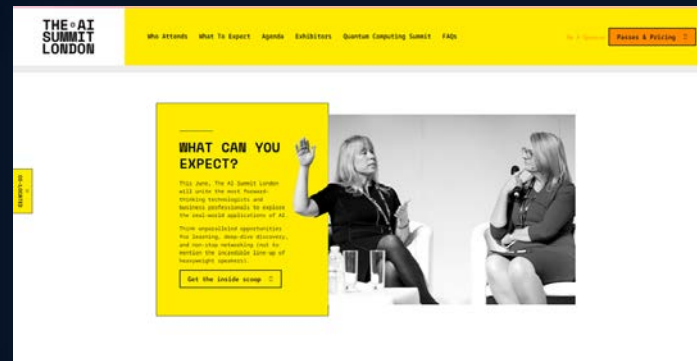 THE AI
SUMMIT
LONDON
Who Attends
What To Expect
Agenda
Exhibitors
Quantum Computing Summit
FAQs
Passes & Pricing
CO-LOCATED
WHAT CAN YOU
EXPECT?
This June, The AI Summit London
will unite the most forward-
thinking technologists and
business professionals to explore
the real-world applications of AI.
Think unparalleled opportunities
for learning, deep-dive discovery,
and non-stop networking (not to
mention the incredible line-up of
heavyweight speakers).
Get the inside scoop